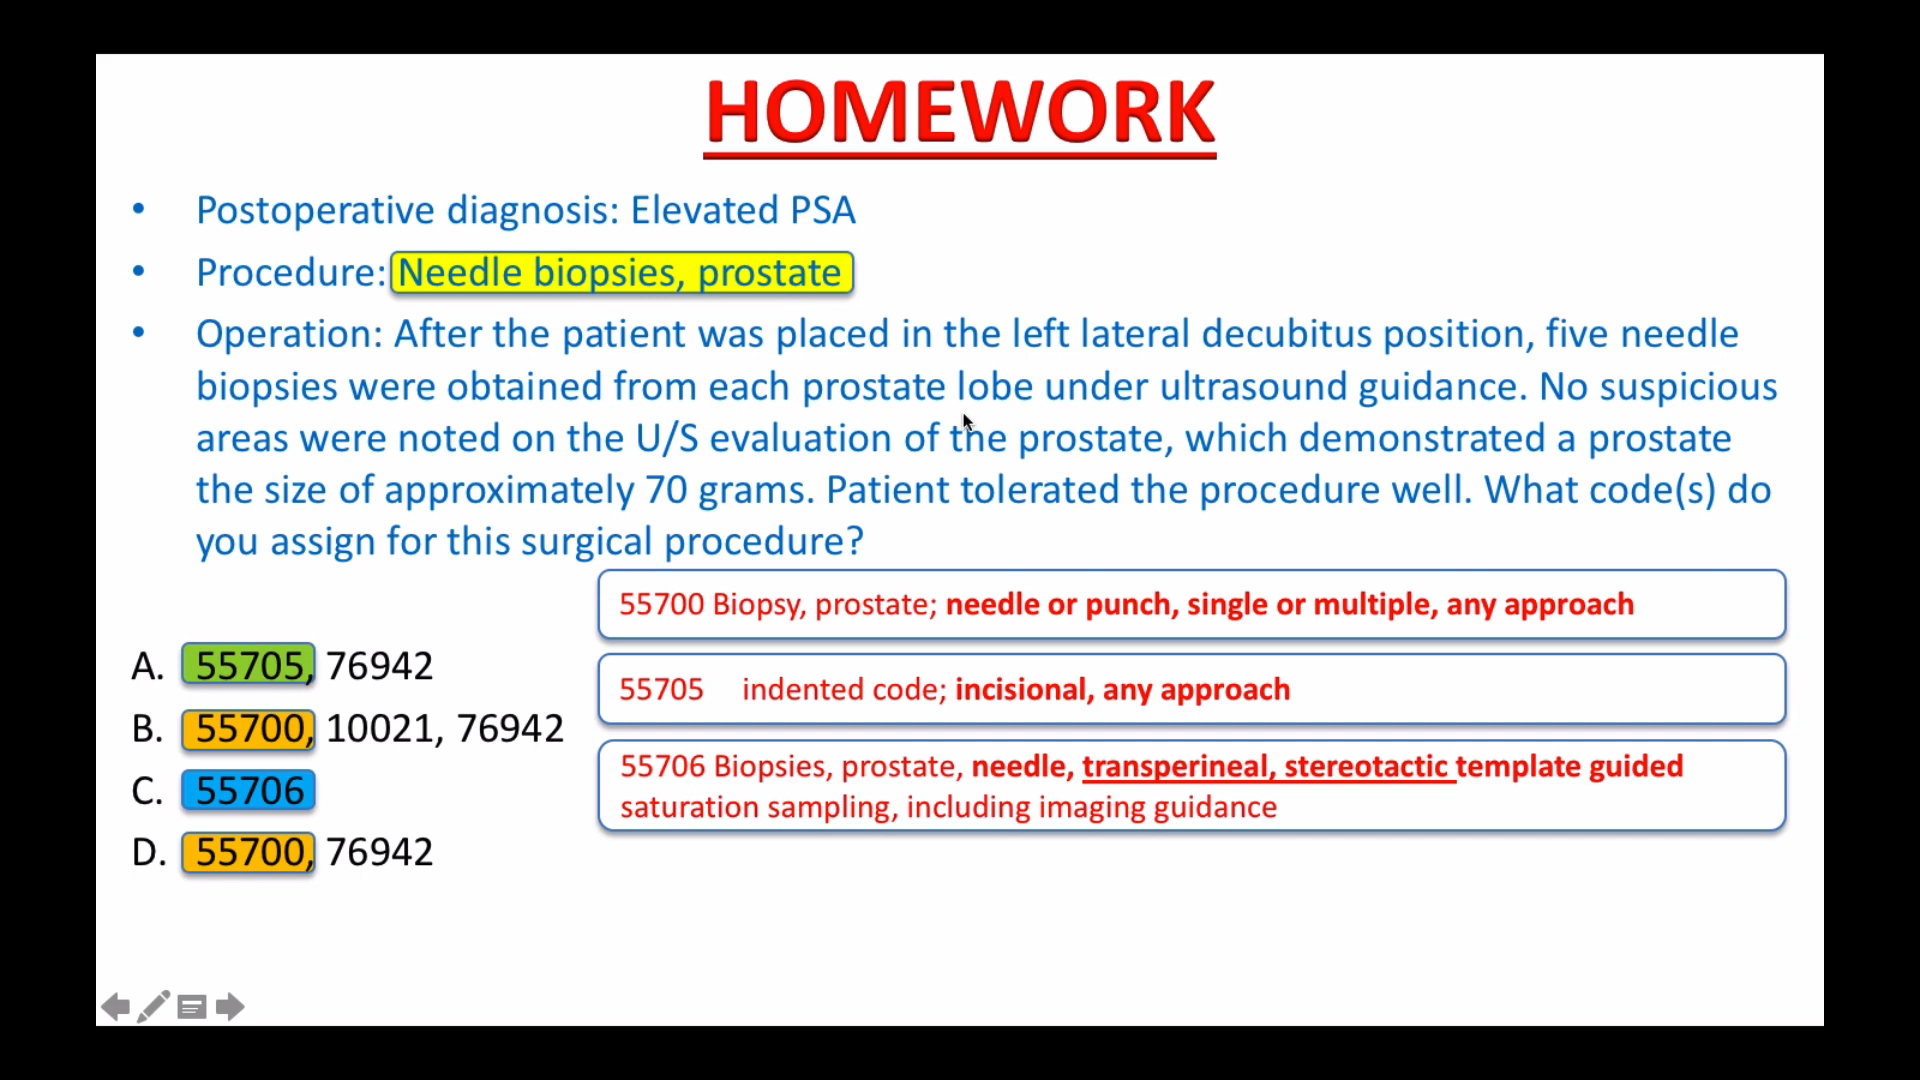 HOMEWORK
• Postoperative diagnosis: Elevated PSA
• Procedure: Needle biopsies, prostate
• Operation: After the patient was placed in the left lateral decubitus position, five needle
biopsies were obtained from each prostate lobe under ultrasound guidance. No suspicious
areas were noted on the U/S evaluation of the prostate, which demonstrated a prostate
the size of approximately 70 grams. Patient tolerated the procedure well. What code(s) do
you assign for this surgical procedure?
A. 55705, 76942
B. 55700, 10021, 76942
C. 55706
D. 55700, 76942
55700 Biopsy, prostate; needle or punch, single or multiple, any approach
55705 indented code; incisional, any approach
55706 Biopsies, prostate, needle, transperineal, stereotactic template guided
saturation sampling, including imaging guidance